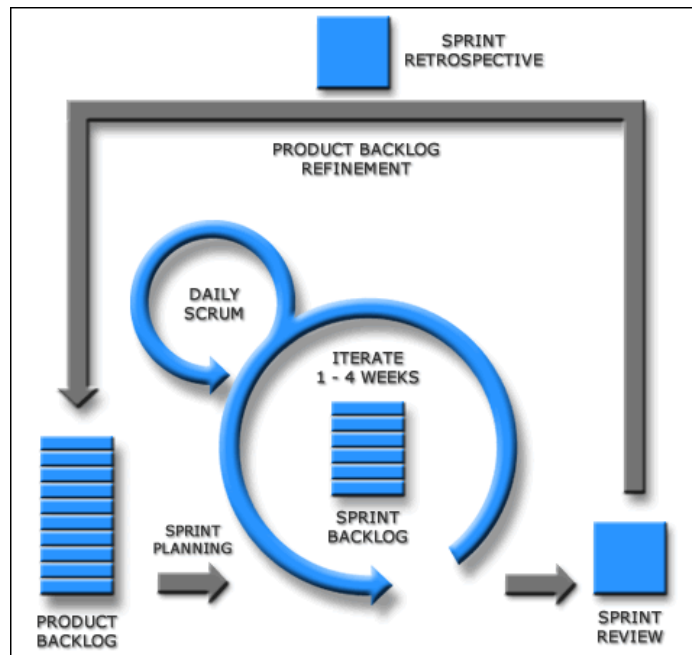 SPRINT
RETROSPECTIVE
PRODUCT BACKLOG
REFINEMENT
DAILY
SCRUM
ITERATE
1 - 4 WEEKS
SPRINT
BACKLOG
SPRINT
PLANNING
PRODUCT
BACKLOG
SPRINT
REVIEW